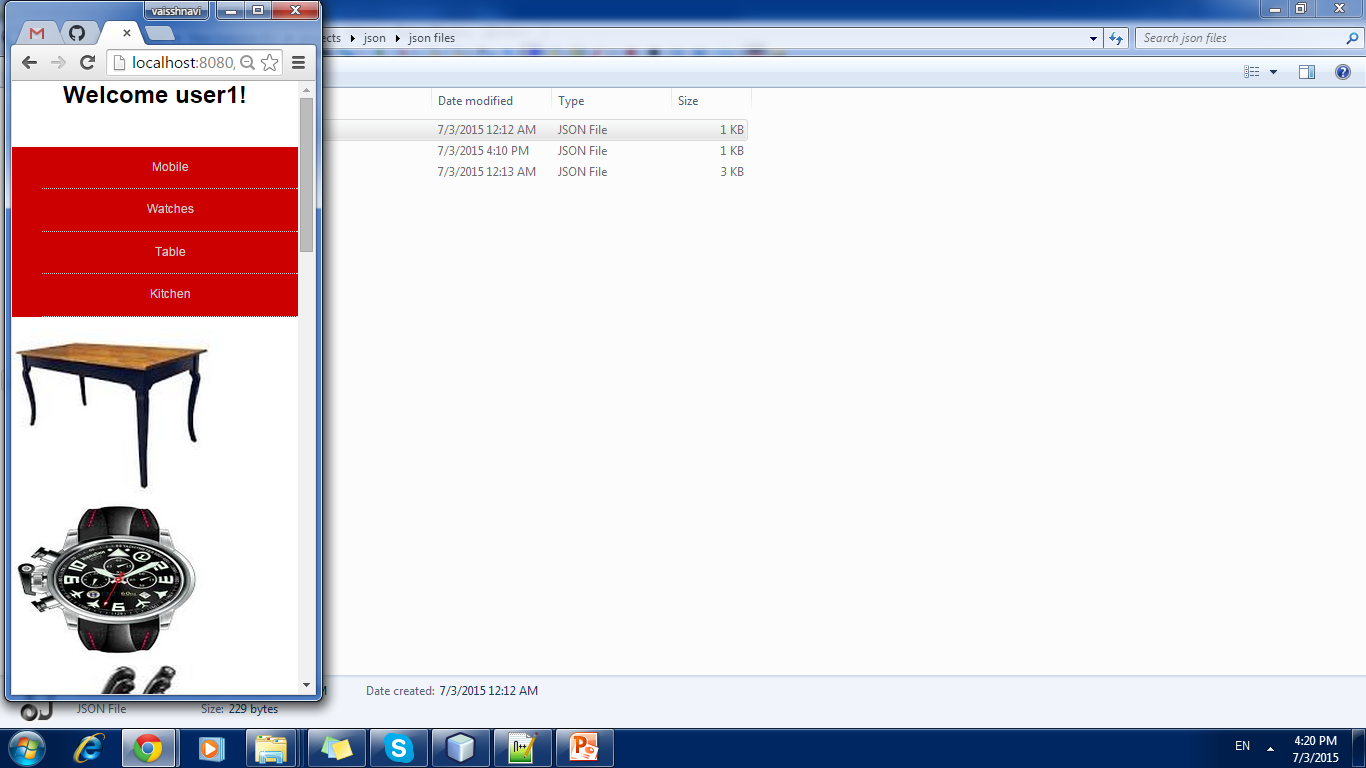 vaisshnavi
localhost:8080,
Welcome user1!
Mobile
Watches
Table
Kitchen
json
json files
Search json files
Date modified
Type
Size
7/3/2015 12:12 AM
JSON File
1 KB
7/3/2015 4:10 PM
JSON File
1 KB
7/3/2015 12:13 AM
JSON File
3 KB
Date created: 7/3/2015 12:12 AM
JSON File
Size: 229 bytes
EN
4:20 PM
7/3/2015